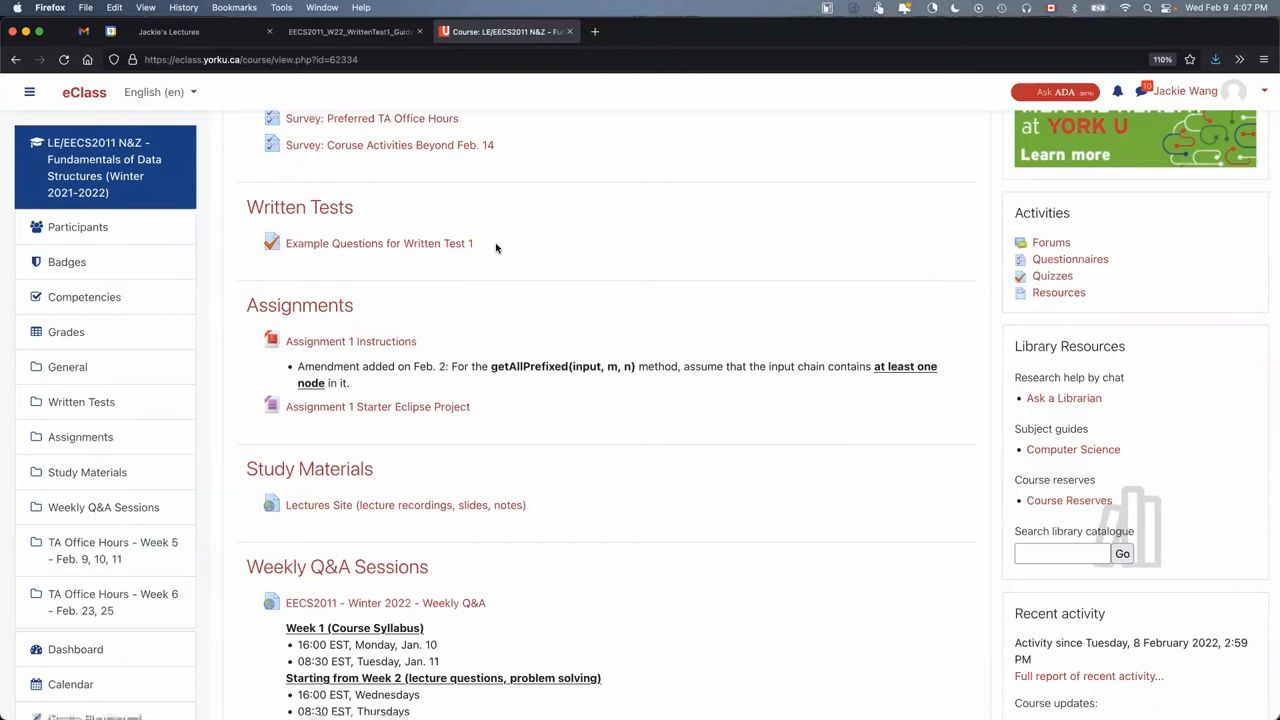 Firefox File Edit View History Bookmarks Tools Window Help
Wed Feb 9 4:07 PM
Jackie's Lectures
EECS2011_W22_WrittenTest1_Guid
Course: LE/EECS2011 N&Z - Fu
https://eclass.yorku.ca/course/view.php?id=62334
110%
eClass
English (en)
Ask ADA (BETA)
10
Jackie Wang
LE/EECS2011 N&Z -
Fundamentals of Data
Structures (Winter
2021-2022)
Participants
Badges
Competencies
Grades
General
Written Tests
Assignments
Study Materials
Weekly Q&A Sessions
TA Office Hours - Week 5
- Feb. 9, 10, 11
TA Office Hours - Week 6
- Feb. 23, 25
Dashboard
Calendar
Survey: Preferred TA Office Hours
Survey: Coruse Activities Beyond Feb. 14
Written Tests
Example Questions for Written Test 1
Assignments
Assignment 1 Instructions
• Amendment added on Feb. 2: For the getAllPrefixed(input, m, n) method, assume that the input chain contains at least one
node in it.
Assignment 1 Starter Eclipse Project
Study Materials
Lectures Site (lecture recordings, slides, notes)
Weekly Q&A Sessions
EECS2011 - Winter 2022 - Weekly Q&A
Week 1 (Course Syllabus)
• 16:00 EST, Monday, Jan. 10
• 08:30 EST, Tuesday, Jan. 11
Starting from Week 2 (lecture questions, problem solving)
• 16:00 EST, Wednesdays
• 08:30 EST, Thursdays
at YORK U
Learn more
Activities
Forums
Questionnaires
Quizzes
Resources
Library Resources
Research help by chat
• Ask a Librarian
Subject guides
• Computer Science
Course reserves
• Course Reserves
Search library catalogue
Go
Recent activity
Activity since Tuesday, 8 February 2022, 2:59
PM
Full report of recent activity...
Course updates: